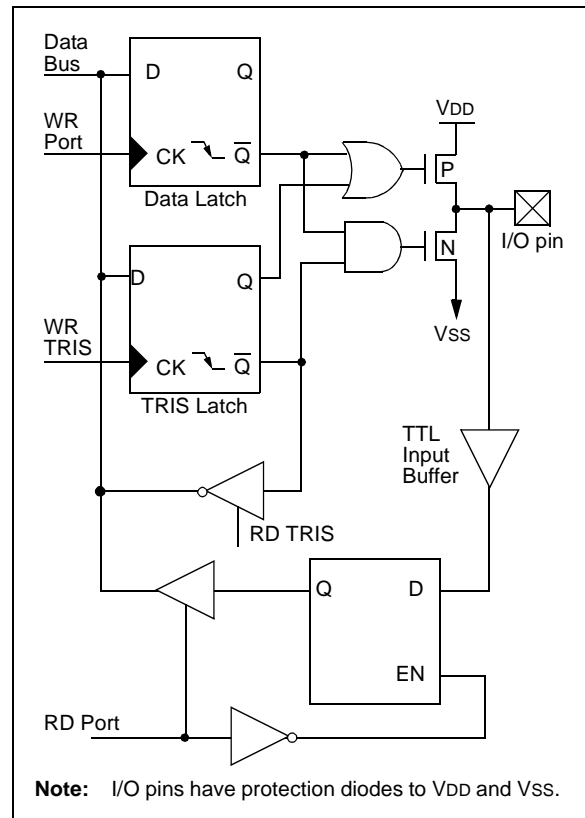 Data
Bus
D Q
WR
Port
CK Q
Data Latch
VDD
P
I/O pin
N
VSS
D Q
WR
TRIS
CK Q
TRIS Latch
TTL
Input
Buffer
RD TRIS
Q D
EN
RD Port
Note: I/O pins have protection diodes to VDD and VSS.